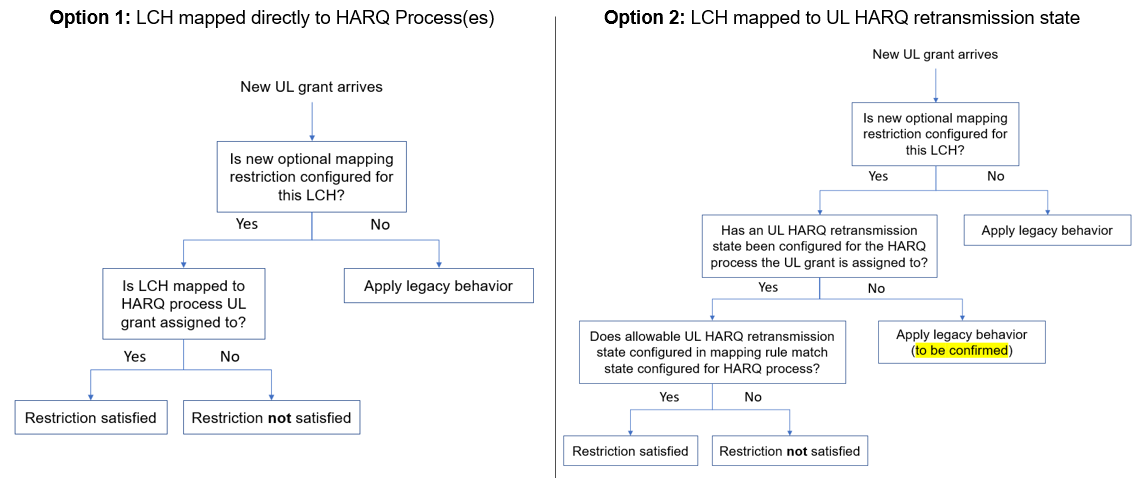 Option 1: LCH mapped directly to HARQ Process(es)
New UL grant arrives
Is new optional mapping
restriction configured for
this LCH?
Yes
No
Is LCH mapped to
HARQ process UL
grant assigned to?
Apply legacy behavior
Yes
No
Restriction satisfied
Restriction not satisfied
Option 2: LCH mapped to UL HARQ retransmission state
New UL grant arrives
Is new optional mapping
restriction configured for
this LCH?
Yes
No
Has an UL HARQ retransmission
state been configured for the HARQ
process the UL grant is assigned to?
Apply legacy behavior
Yes
No
Does allowable UL HARQ retransmission
state configured in mapping rule match
state configured for HARQ process?
Apply legacy behavior
(to be confirmed)
Yes
No
Restriction satisfied
Restriction not satisfied